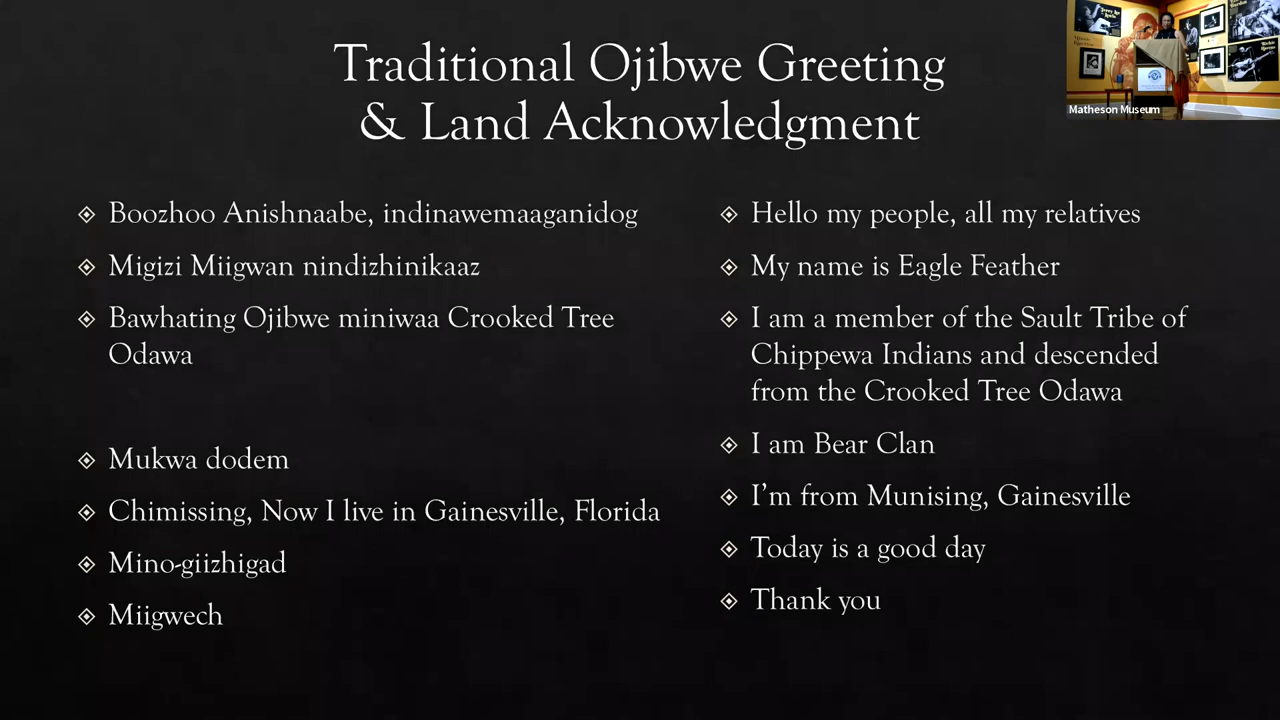 Traditional Ojibwe Greeting
& Land Acknowledgment
Matheson Museum
Boozhoo Anishnaabe, indinawemaaganidog
Migizi Miigwan nindizhinikaaz
Bawhating Ojibwe miniwaa Crooked Tree
Odawa
Mukwa dodem
Chimissing, Now I live in Gainesville, Florida
Mino-giizhigad
Miigwech
Hello my people, all my relatives
My name is Eagle Feather
I am a member of the Sault Tribe of
Chippewa Indians and descended
from the Crooked Tree Odawa
I am Bear Clan
I'm from Munising, Gainesville
Today is a good day
Thank you